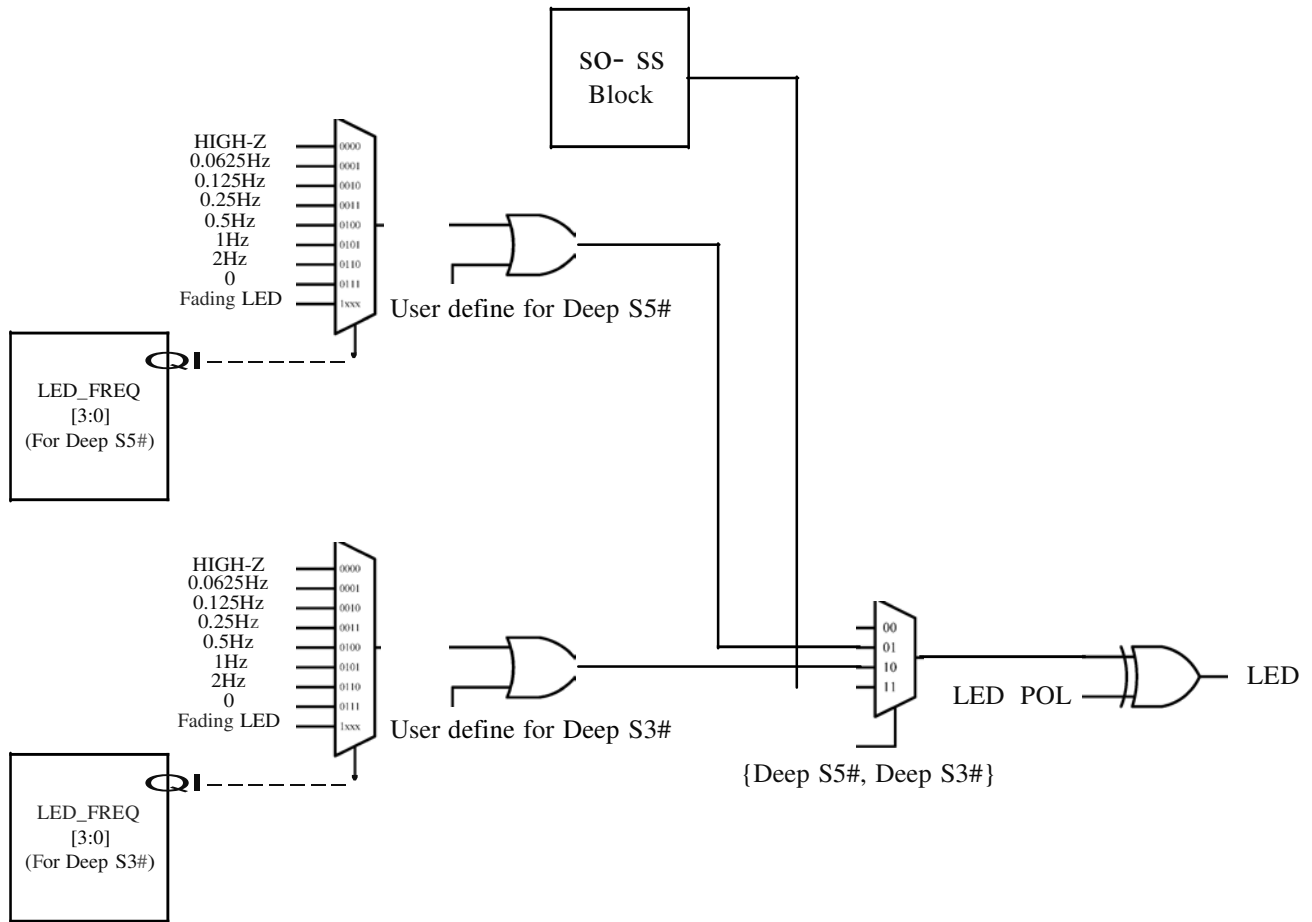 SO- SS
Block
HIGH-Z
0.0625Hz
0.125Hz
0.25Hz
0.5Hz
1Hz
2Hz
0
Fading LED
0000
0001
0010
0011
0100
0101
0110
0111
1xxx
User define for Deep S5#
QI
LED_FREQ
[3:0]
(For Deep S5#)
HIGH-Z
0.0625Hz
0.125Hz
0.25Hz
0.5Hz
1Hz
2Hz
0
Fading LED
0000
0001
0010
0011
0100
0101
0110
0111
1xxx
User define for Deep S3#
QI
LED_FREQ
[3:0]
(For Deep S3#)
00
01
10
11
LED POL
LED
{Deep S5#, Deep S3#}